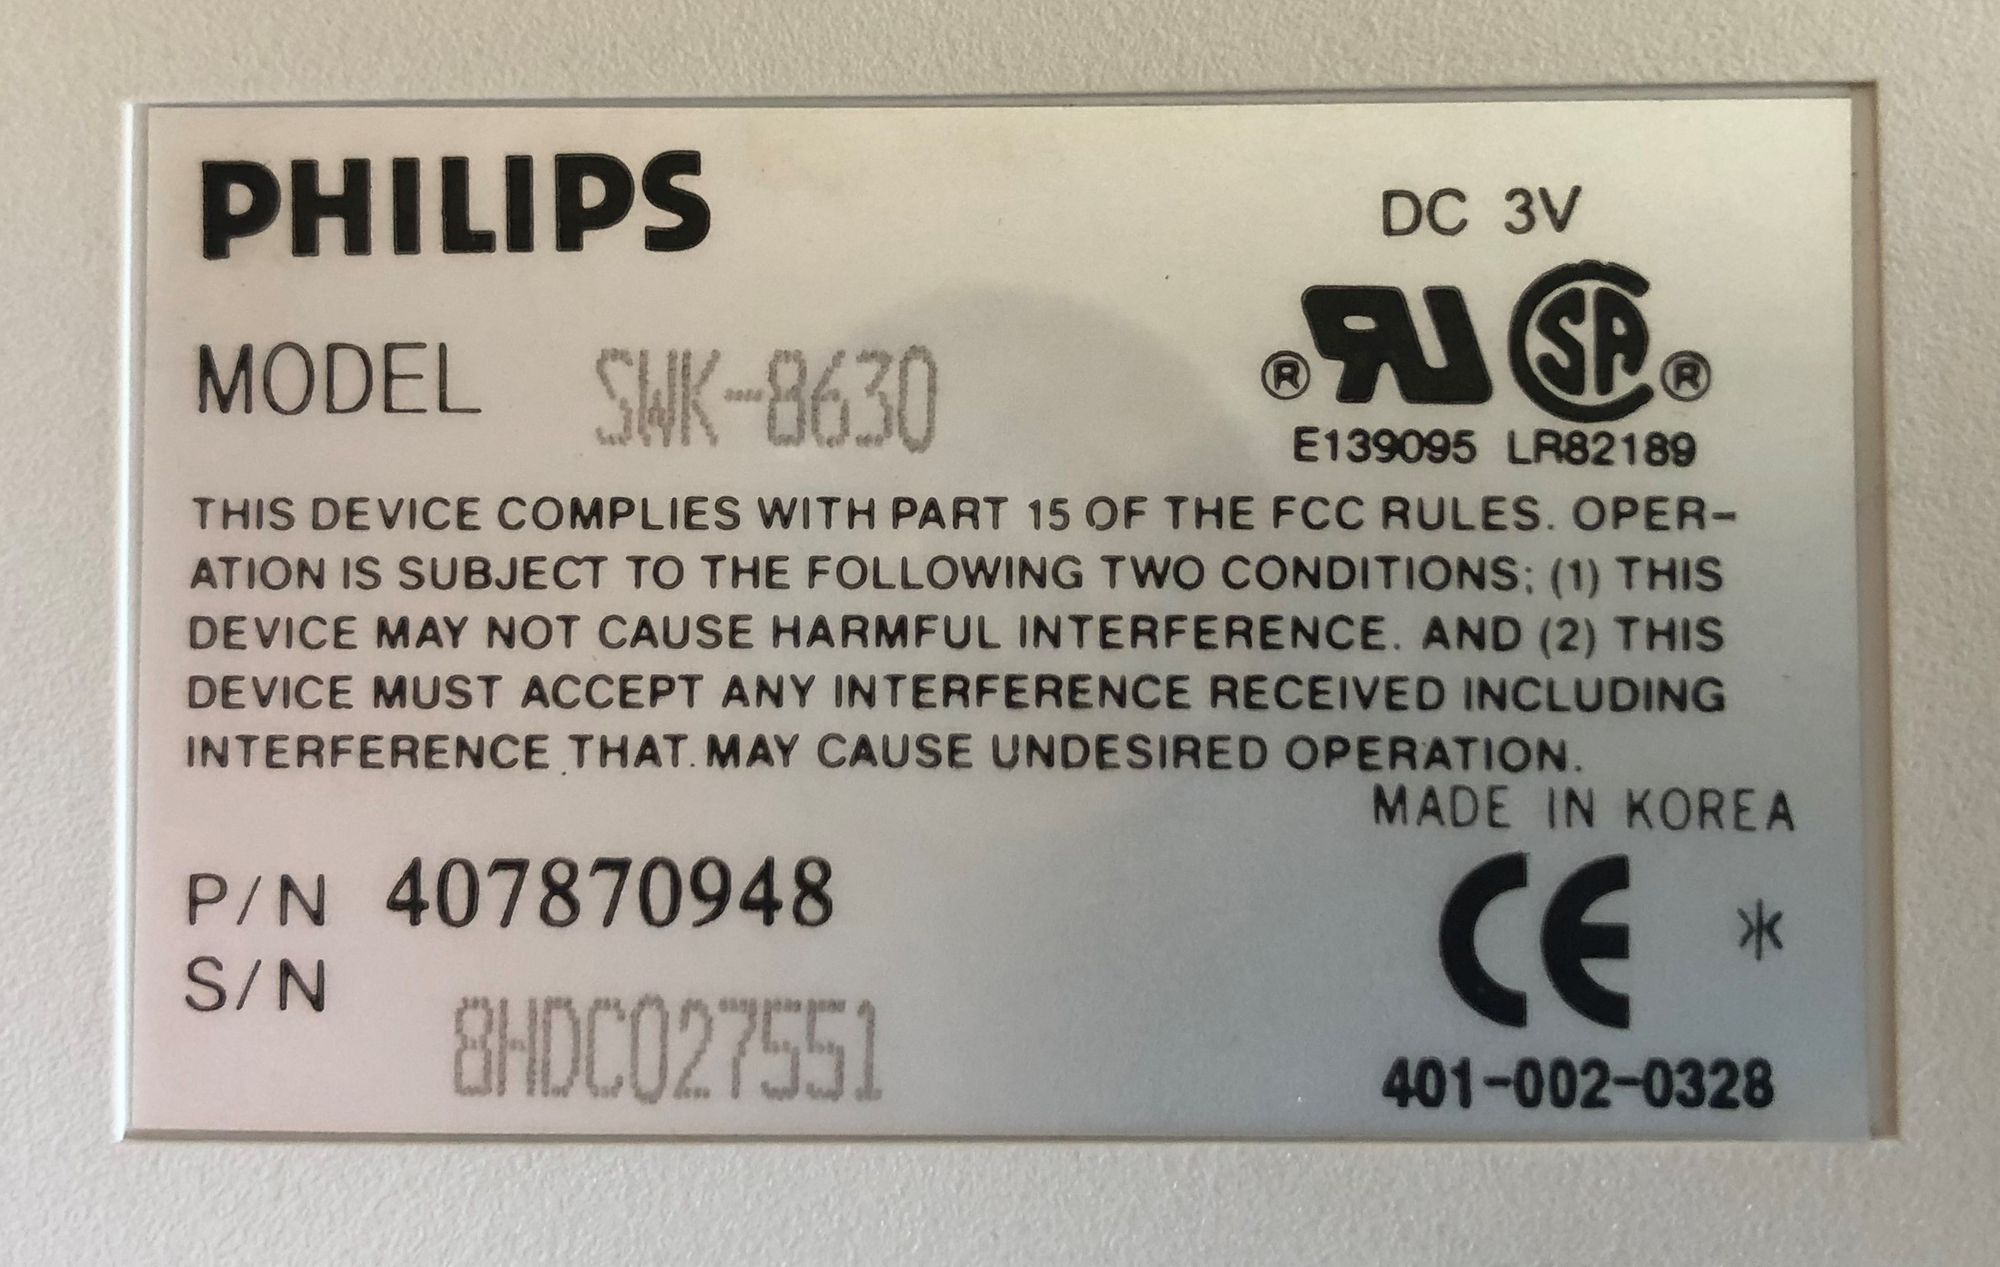 PHILIPS
DC 3V
MODEL SWK-8630
® RU SA ®
E139095 LR82189
THIS DEVICE COMPLIES WITH PART 15 OF THE FCC RULES. OPER-
ATION IS SUBJECT TO THE FOLLOWING TWO CONDITIONS; (1) THIS
DEVICE MAY NOT CAUSE HARMFUL INTERFERENCE. AND (2) THIS
DEVICE MUST ACCEPT ANY INTERFERENCE RECEIVED INCLUDING
INTERFERENCE THAT MAY CAUSE UNDESIRED OPERATION.
MADE IN KOREA
P/N 407870948
S/N 8HDC027551
CE K
401-002-0328